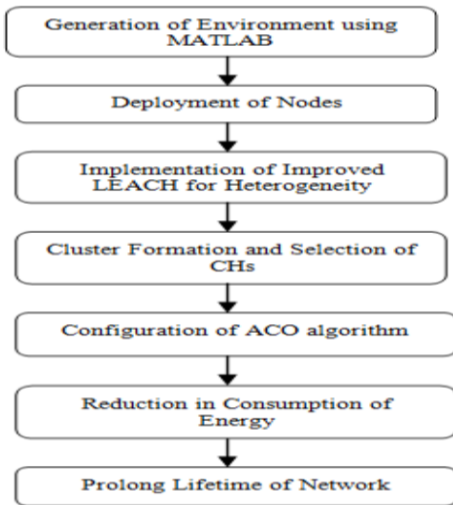 Generation of Environment using
MATLAB
Deployment of Nodes
Implementation of Improved
LEACH for Heterogeneity
Cluster Formation and Selection of
CHs
Configuration of ACO algorithm
Reduction in Consumption of
Energy
Prolong Lifetime of Network